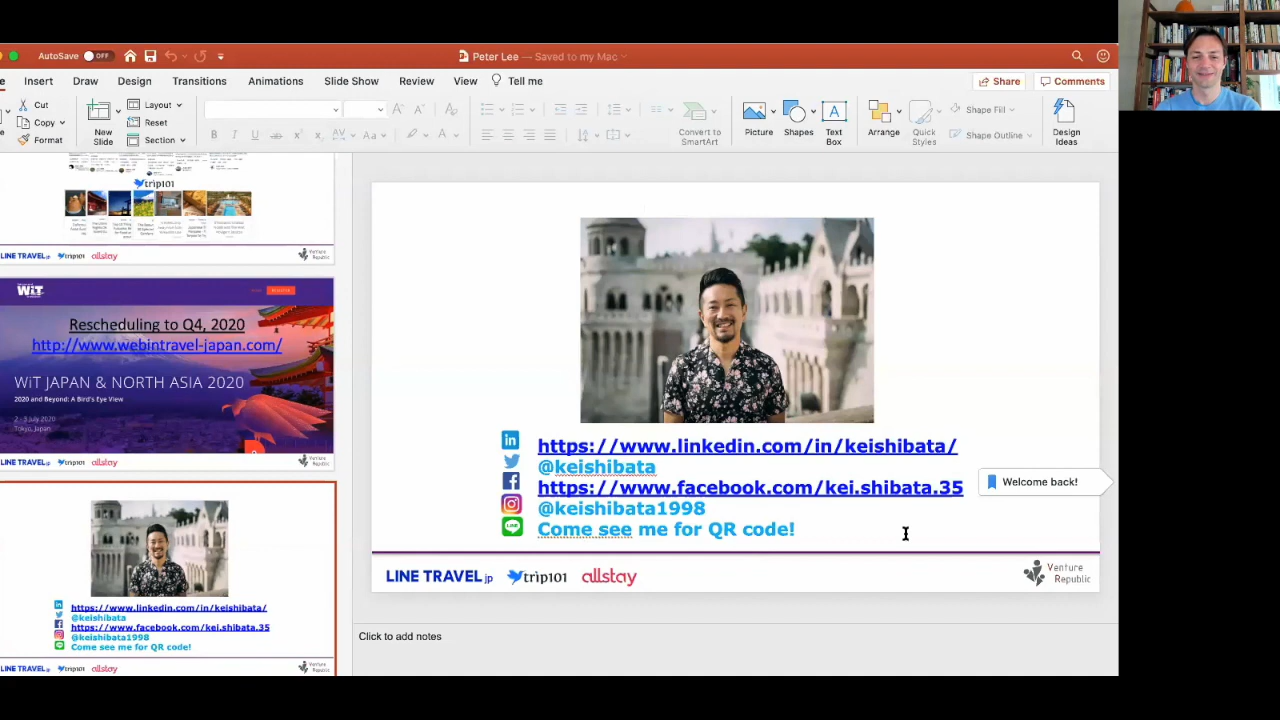 AutoSave OFF
Peter Lee — Saved to my Mac
Insert Draw Design Transitions Animations Slide Show Review View Tell me
Share Comments
Cut
Copy
Format
New
Slide
Layout
Reset
Section
Convert to
SmartArt
Picture
Shapes
Text
Box
Arrange
Quick
Styles
Shape Fill
Shape Outline
Design
Ideas
trip101
LINE TRAVEL.jp trip101 allstay Venture
Republic
WiT
Rescheduling to Q4, 2020
http://www.webintravel-japan.com/
WiT JAPAN & NORTH ASIA 2020
2020 and Beyond: A Bird's Eye View
2 - 3 July 2020
Tokyo, Japan
LINE TRAVEL.jp trip101 allstay Venture
Republic
https://www.linkedin.com/in/keishibata/
@keishibata
https://www.facebook.com/kei.shibata.35
@keishibata1998
Come see me for QR code!
LINE TRAVEL.jp trip101 allstay Venture
Republic
in https://www.linkedin.com/in/keishibata/
@keishibata
https://www.facebook.com/kei.shibata.35
@keishibata1998
Come see me for QR code!
Welcome back!
LINE TRAVEL.jp trip101 allstay
Venture
Republic
Click to add notes